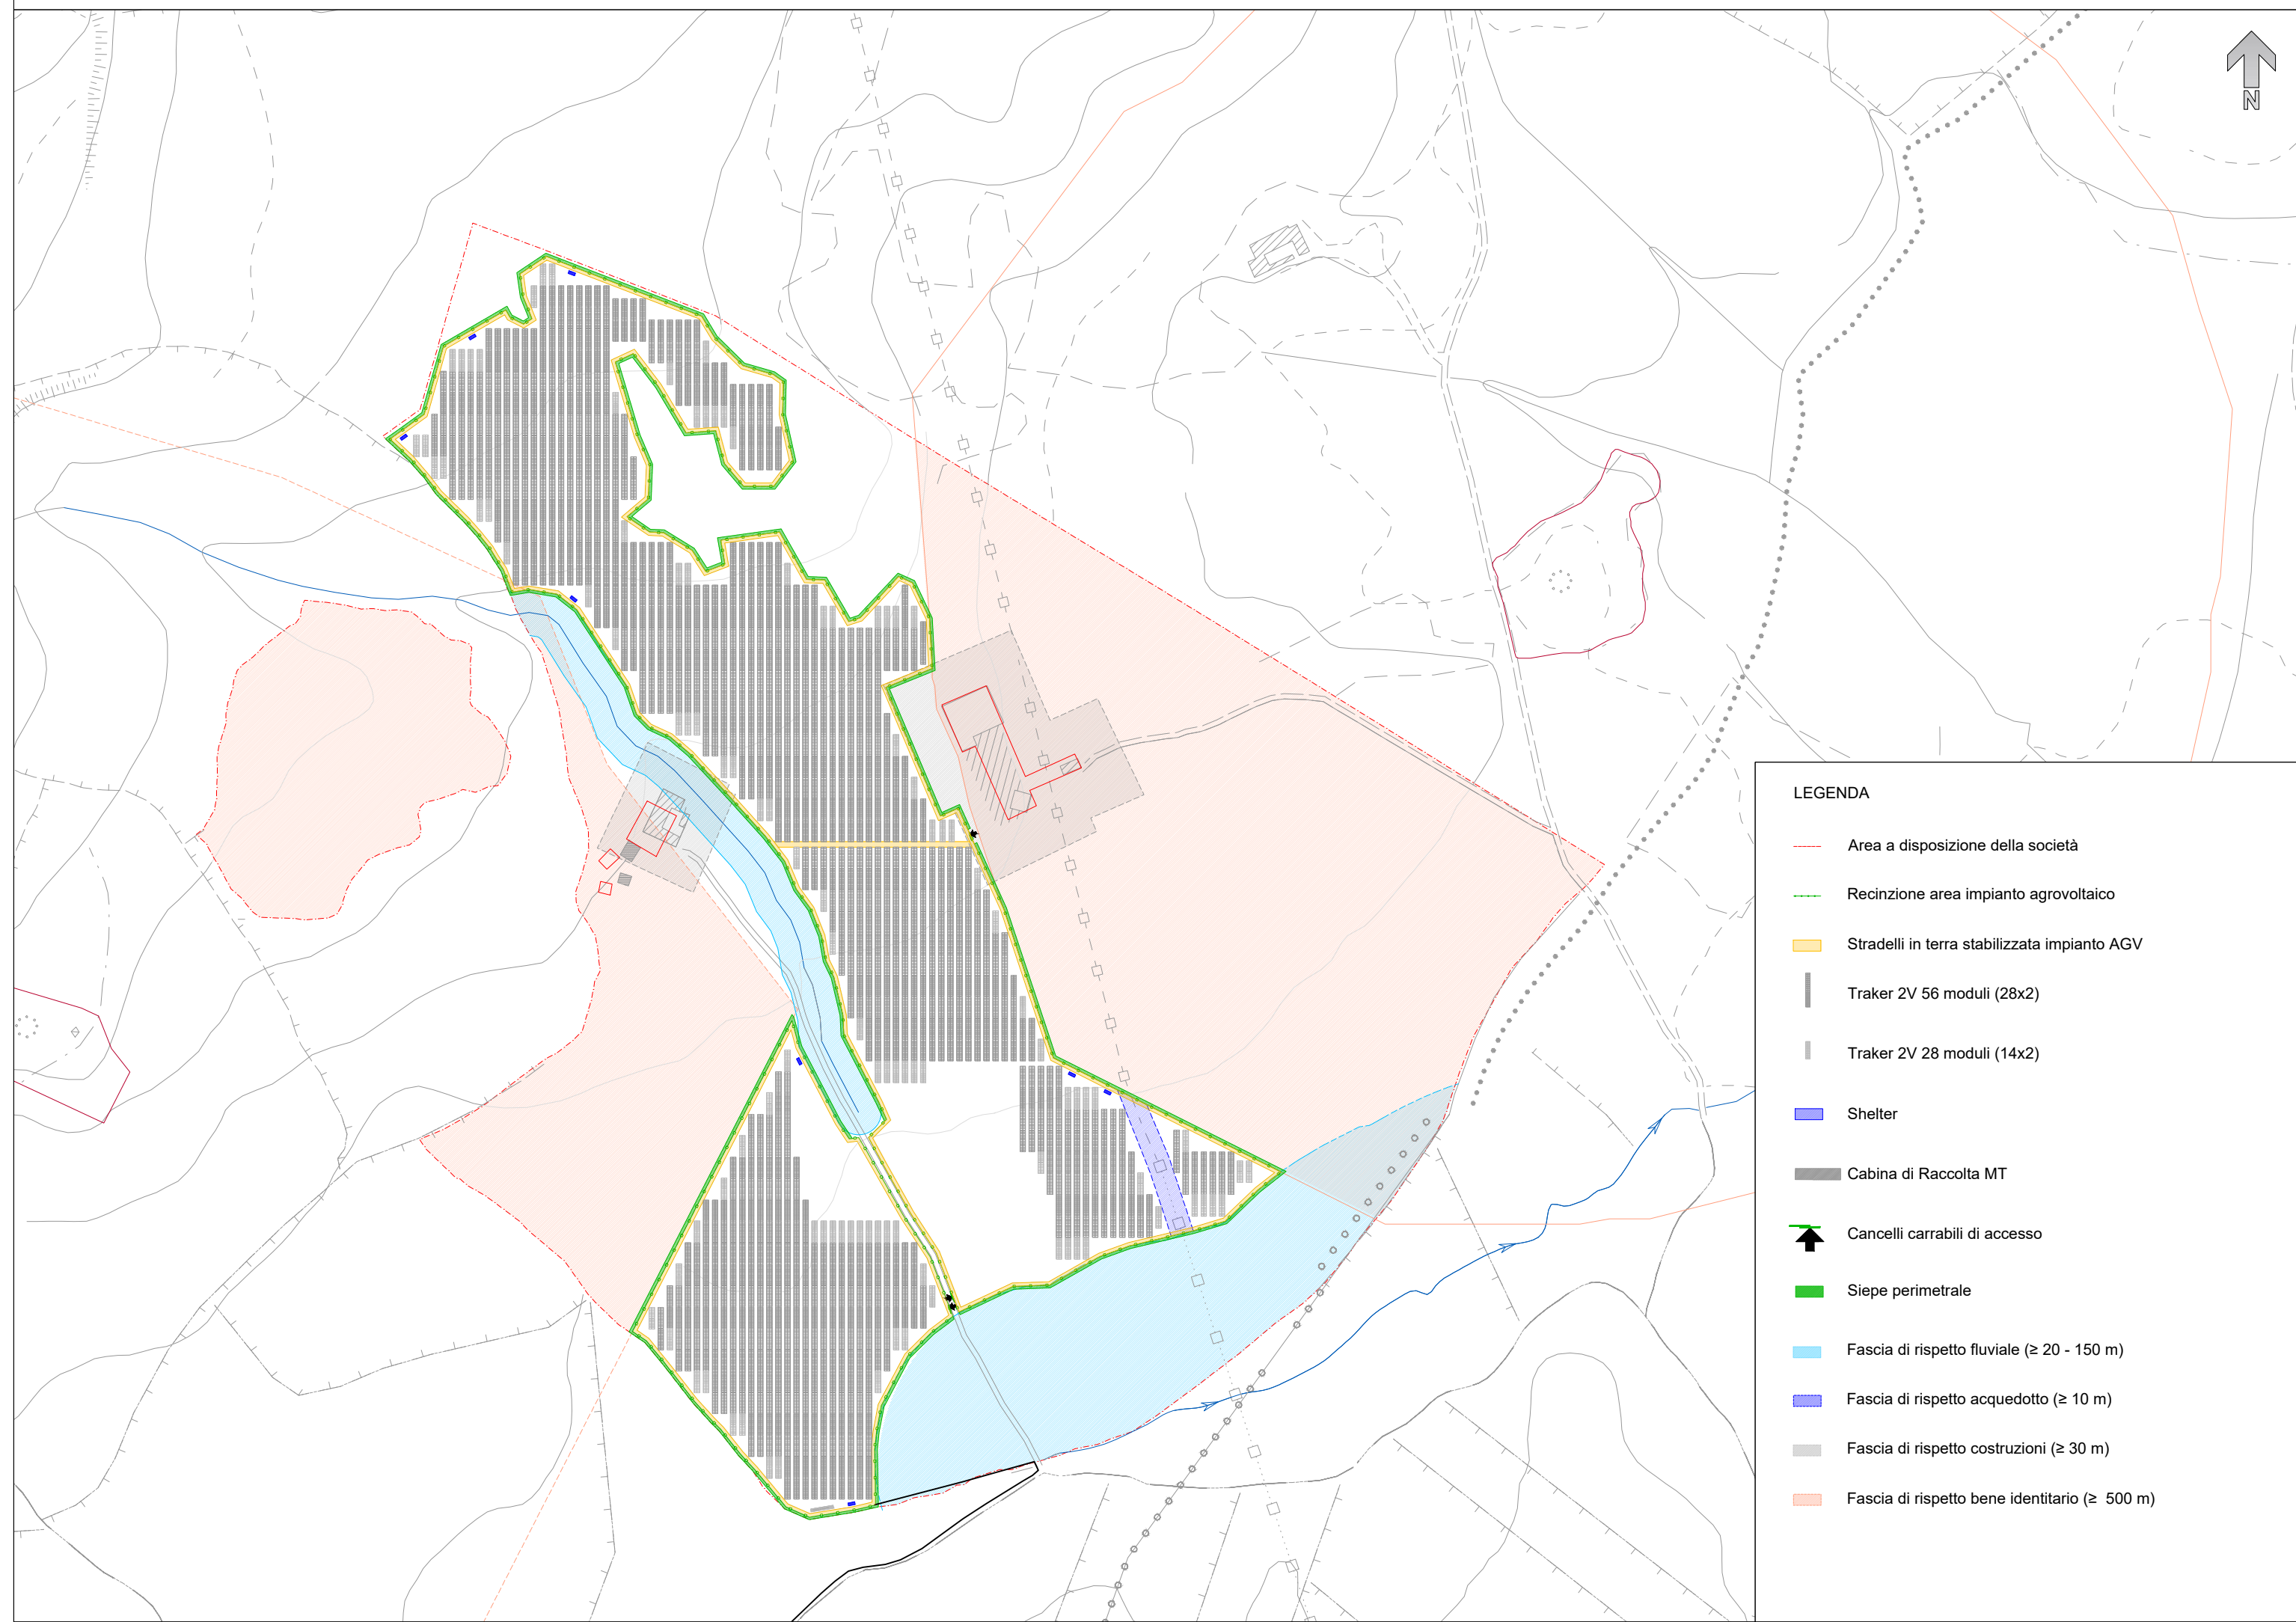 N
LEGENDA
Area a disposizione della società
Recinzione area impianto agrovoltaico
Stradelli in terra stabilizzata impianto AGV
Traker 2V 56 moduli (28x2)
Traker 2V 28 moduli (14x2)
Shelter
Cabina di Raccolta MT
Cancelli carrabili di accesso
Siepe perimetrale
Fascia di rispetto fluviale (≥ 20 - 150 m)
Fascia di rispetto acquedotto (≥ 10 m)
Fascia di rispetto costruzioni (≥ 30 m)
Fascia di rispetto bene identitario (≥ 500 m)